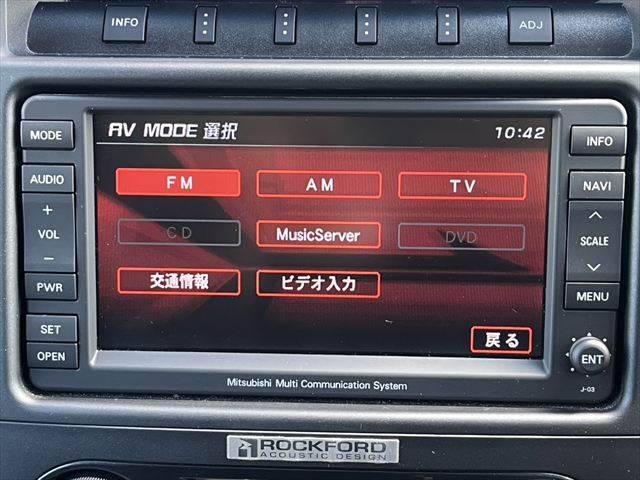 INFO ADJ
AV MODE 選択 10:42
MODE INFO
FM AM TV
AUDIO NAVI
+
VOL
−
CD MusicServer DVD
SCALE
交通情報 ビデオ入力
PWR MENU
SET
戻る
OPEN ENT
Mitsubishi Multi Communication System
J-03
ROCKFORD
ACOUSTIC DESIGN